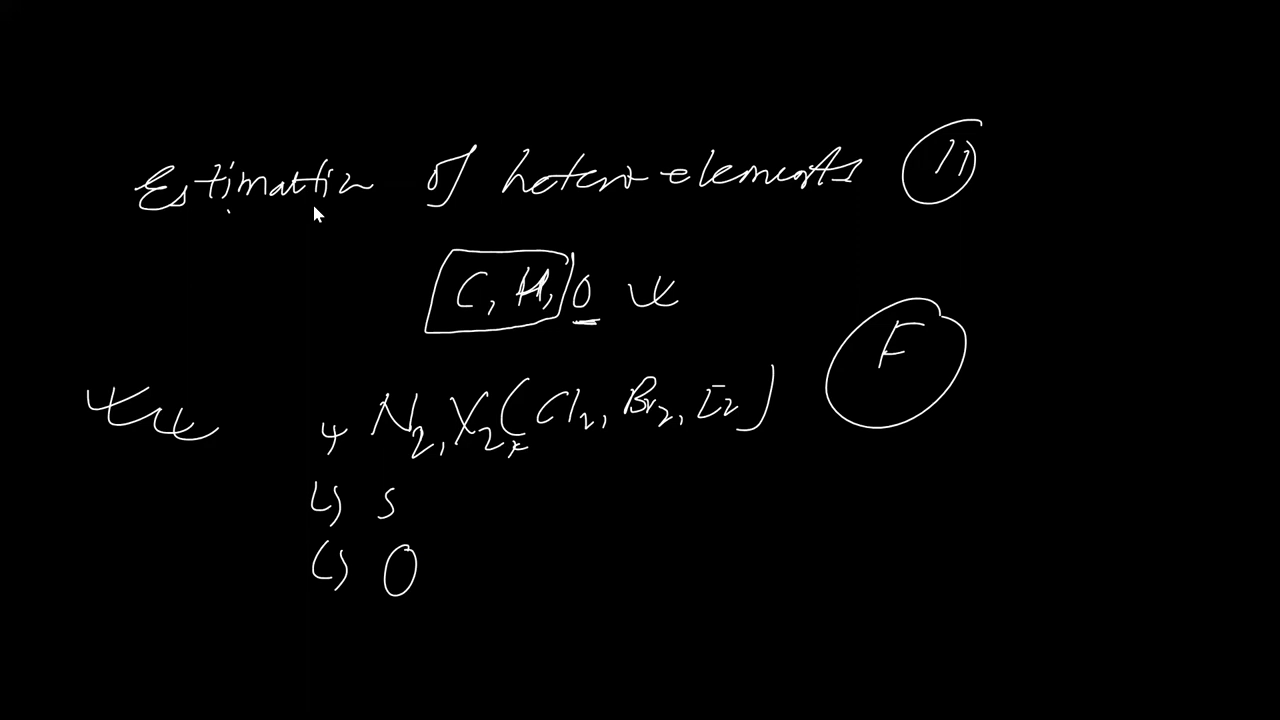 Estimation of hetero-elements 11
C, H, O
F
N2, X2 (Cl2, Br2, I2)
S
O